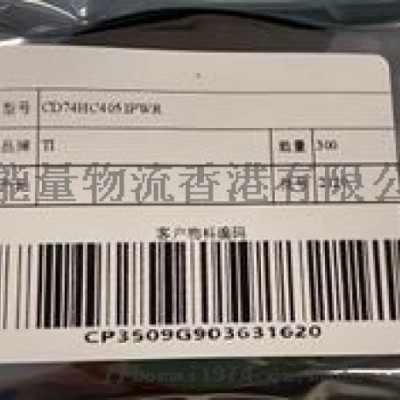 型号 CD74HC4051PWR
品牌 TI 数量 300
能量物流香港有限公
客户物料编码
CP3509G903631620